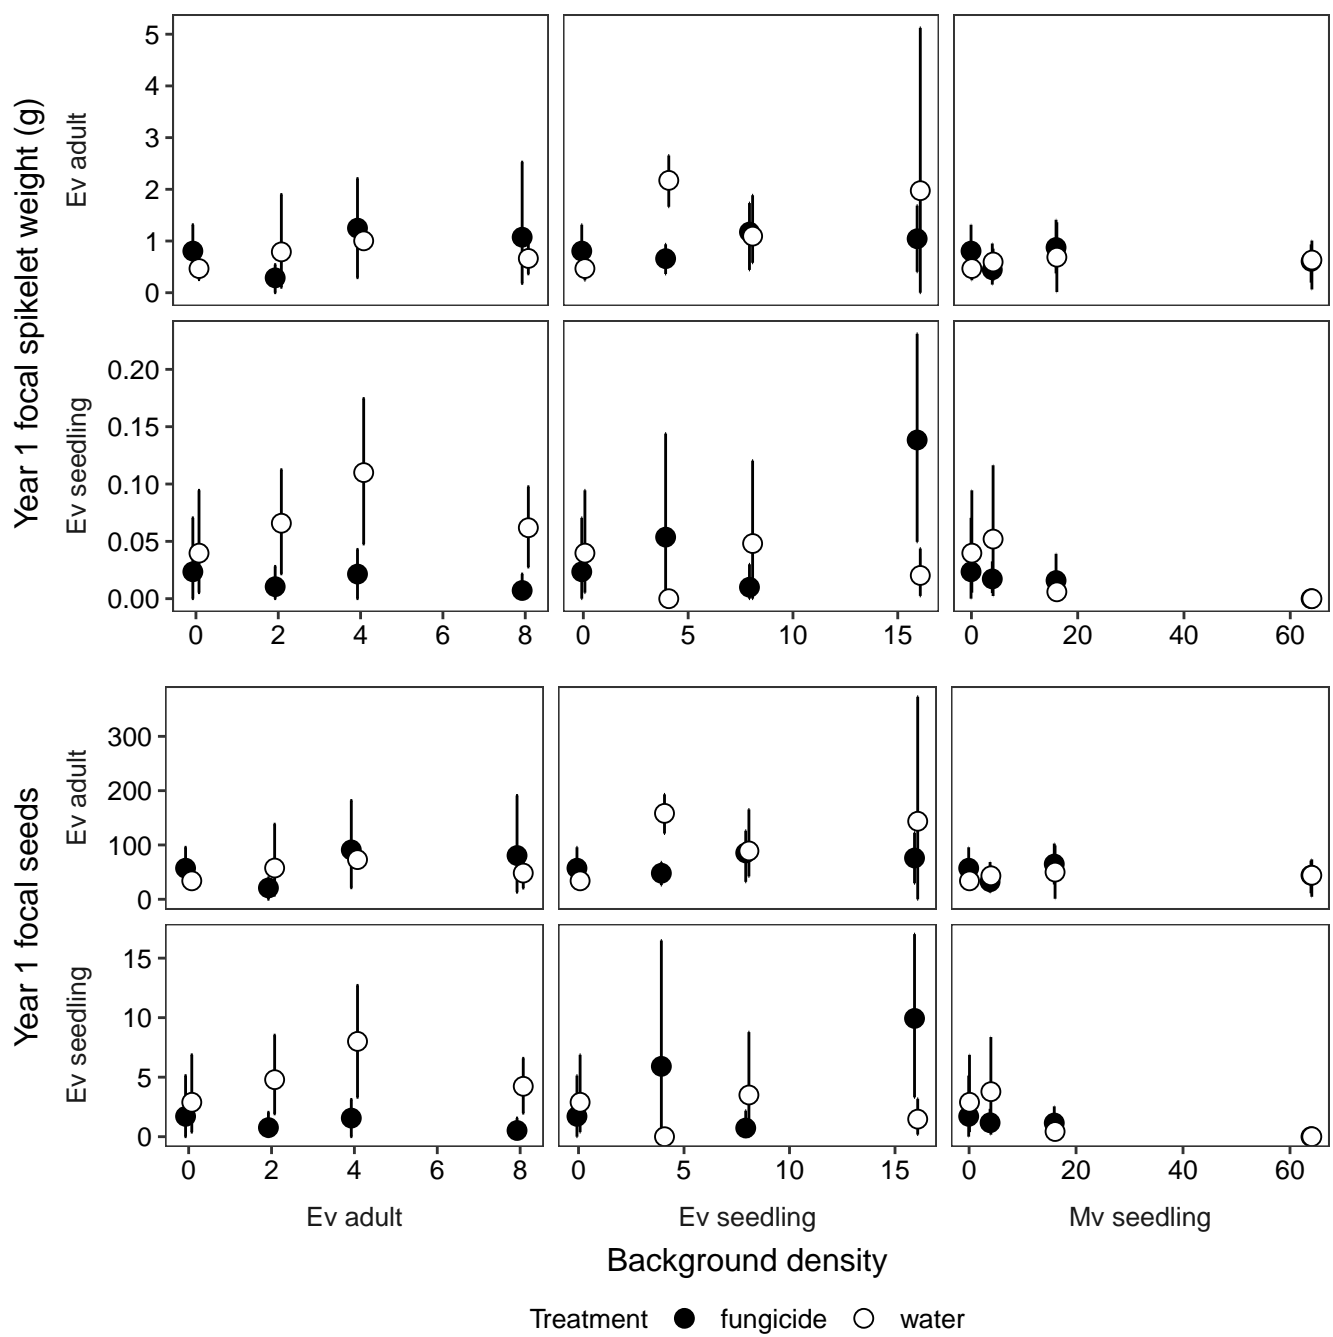 Year 1 focal spikelet weight (g)
Ev adult
5
4
3
2
1
0
Ev seedling
0.20
0.15
0.10
0.05
0.00
0 2 4 6 8 0 5 10 15 0 20 40 60
Year 1 focal seeds
Ev adult
300
200
100
0
Ev seedling
15
10
5
0
0 2 4 6 8 0 5 10 15 0 20 40 60
Ev adult Ev seedling Mv seedling
Background density
Treatment fungicide water